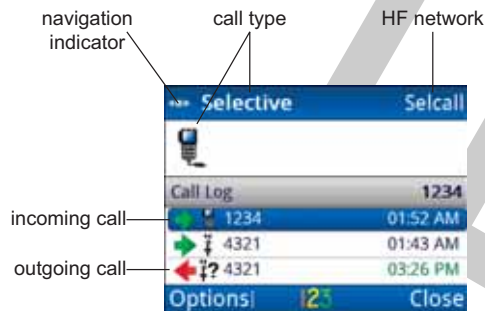 navigation indicator
call type
HF network
Selective Selcall
Call Log 1234
incoming call
1234 01:52 AM
4321 01:43 AM
outgoing call
? 4321 03:26 PM
Options 123 Close